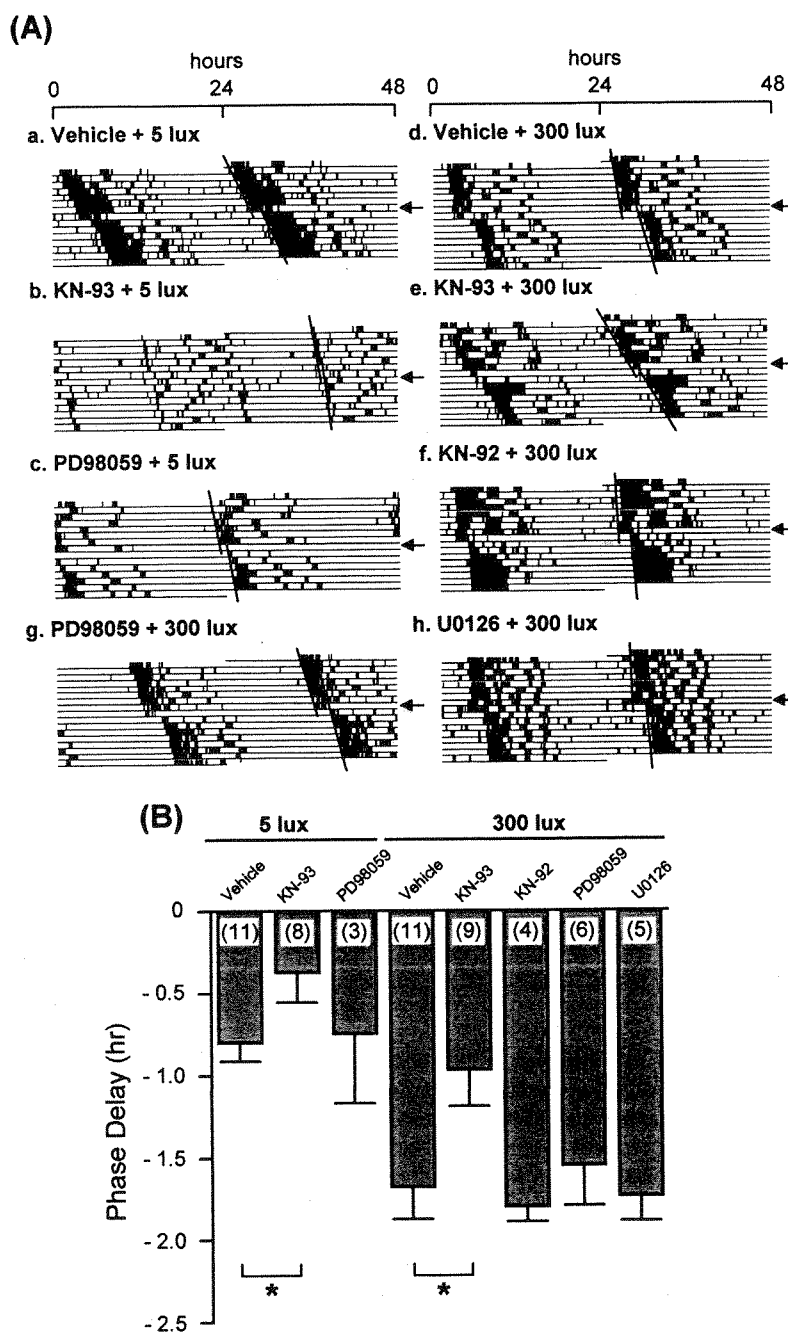 (A)
hours
hours
0 24 48
0 24 48
a. Vehicle + 5 lux
d. Vehicle + 300 lux
b. KN-93 + 5 lux
e. KN-93 + 300 lux
c. PD98059 + 5 lux
f. KN-92 + 300 lux
g. PD98059 + 300 lux
h. U0126 + 300 lux
(B)
5 lux
300 lux
Vehicle
KN-93
PD98059
Vehicle
KN-93
KN-92
PD98059
U0126
(11) (8) (3) (11) (9) (4) (6) (5)
Phase Delay (hr)
0
- 0.5
- 1.0
- 1.5
- 2.0
- 2.5
*
*